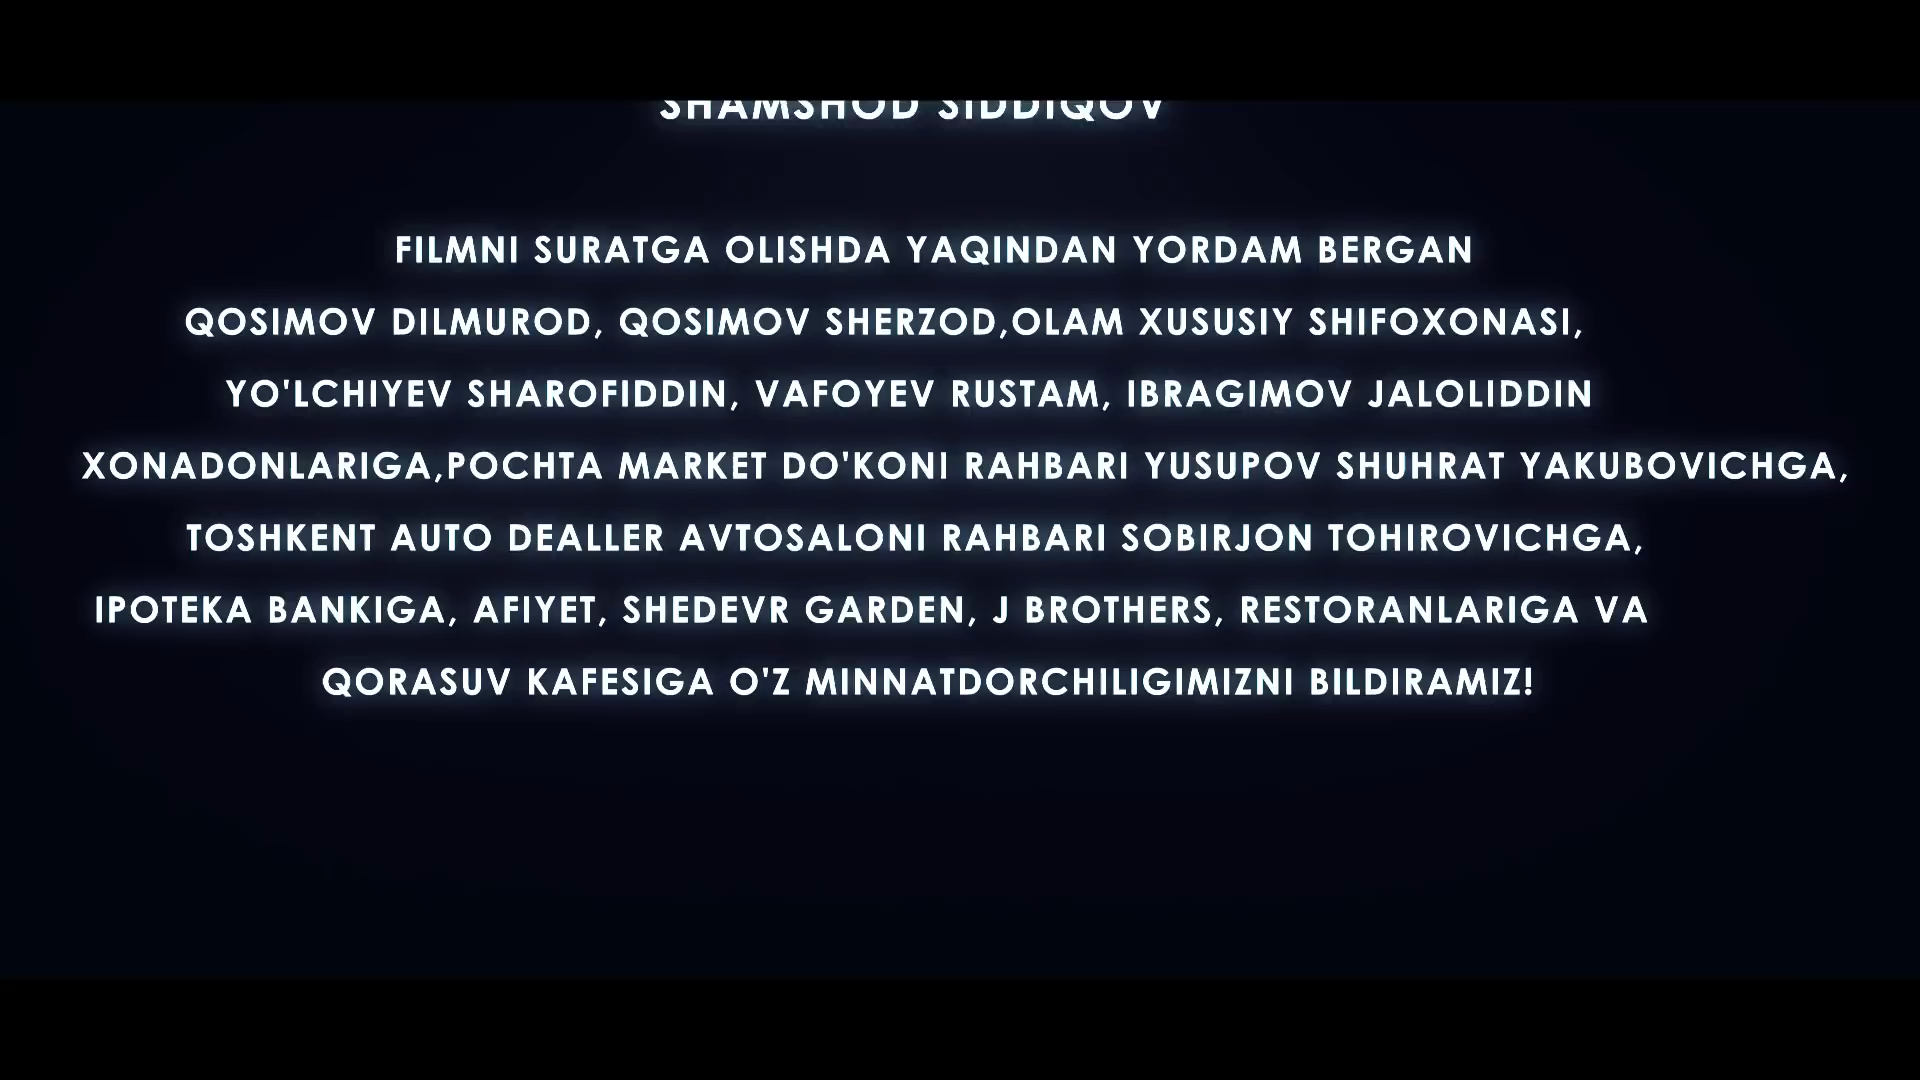 SHAMSHOD SIDDIQOV
FILMNI SURATGA OLISHDA YAQINDAN YORDAM BERGAN
QOSIMOV DILMUROD, QOSIMOV SHERZOD,OLAM XUSUSIY SHIFOXONASI,
YO'LCHIYEV SHAROFIDDIN, VAFOYEV RUSTAM, IBRAGIMOV JALOLIDDIN
XONADONLARIGA,POCHTA MARKET DO'KONI RAHBARI YUSUPOV SHUHRAT YAKUBOVICHGA,
TOSHKENT AUTO DEALLER AVTOSALONI RAHBARI SOBIRJON TOHIROVICHGA,
IPOTEKA BANKIGA, AFIYET, SHEDEVR GARDEN, J BROTHERS, RESTORANLARIGA VA
QORASUV KAFESIGA O'Z MINNATDORCHILIGIMIZNI BILDIRAMIZ!